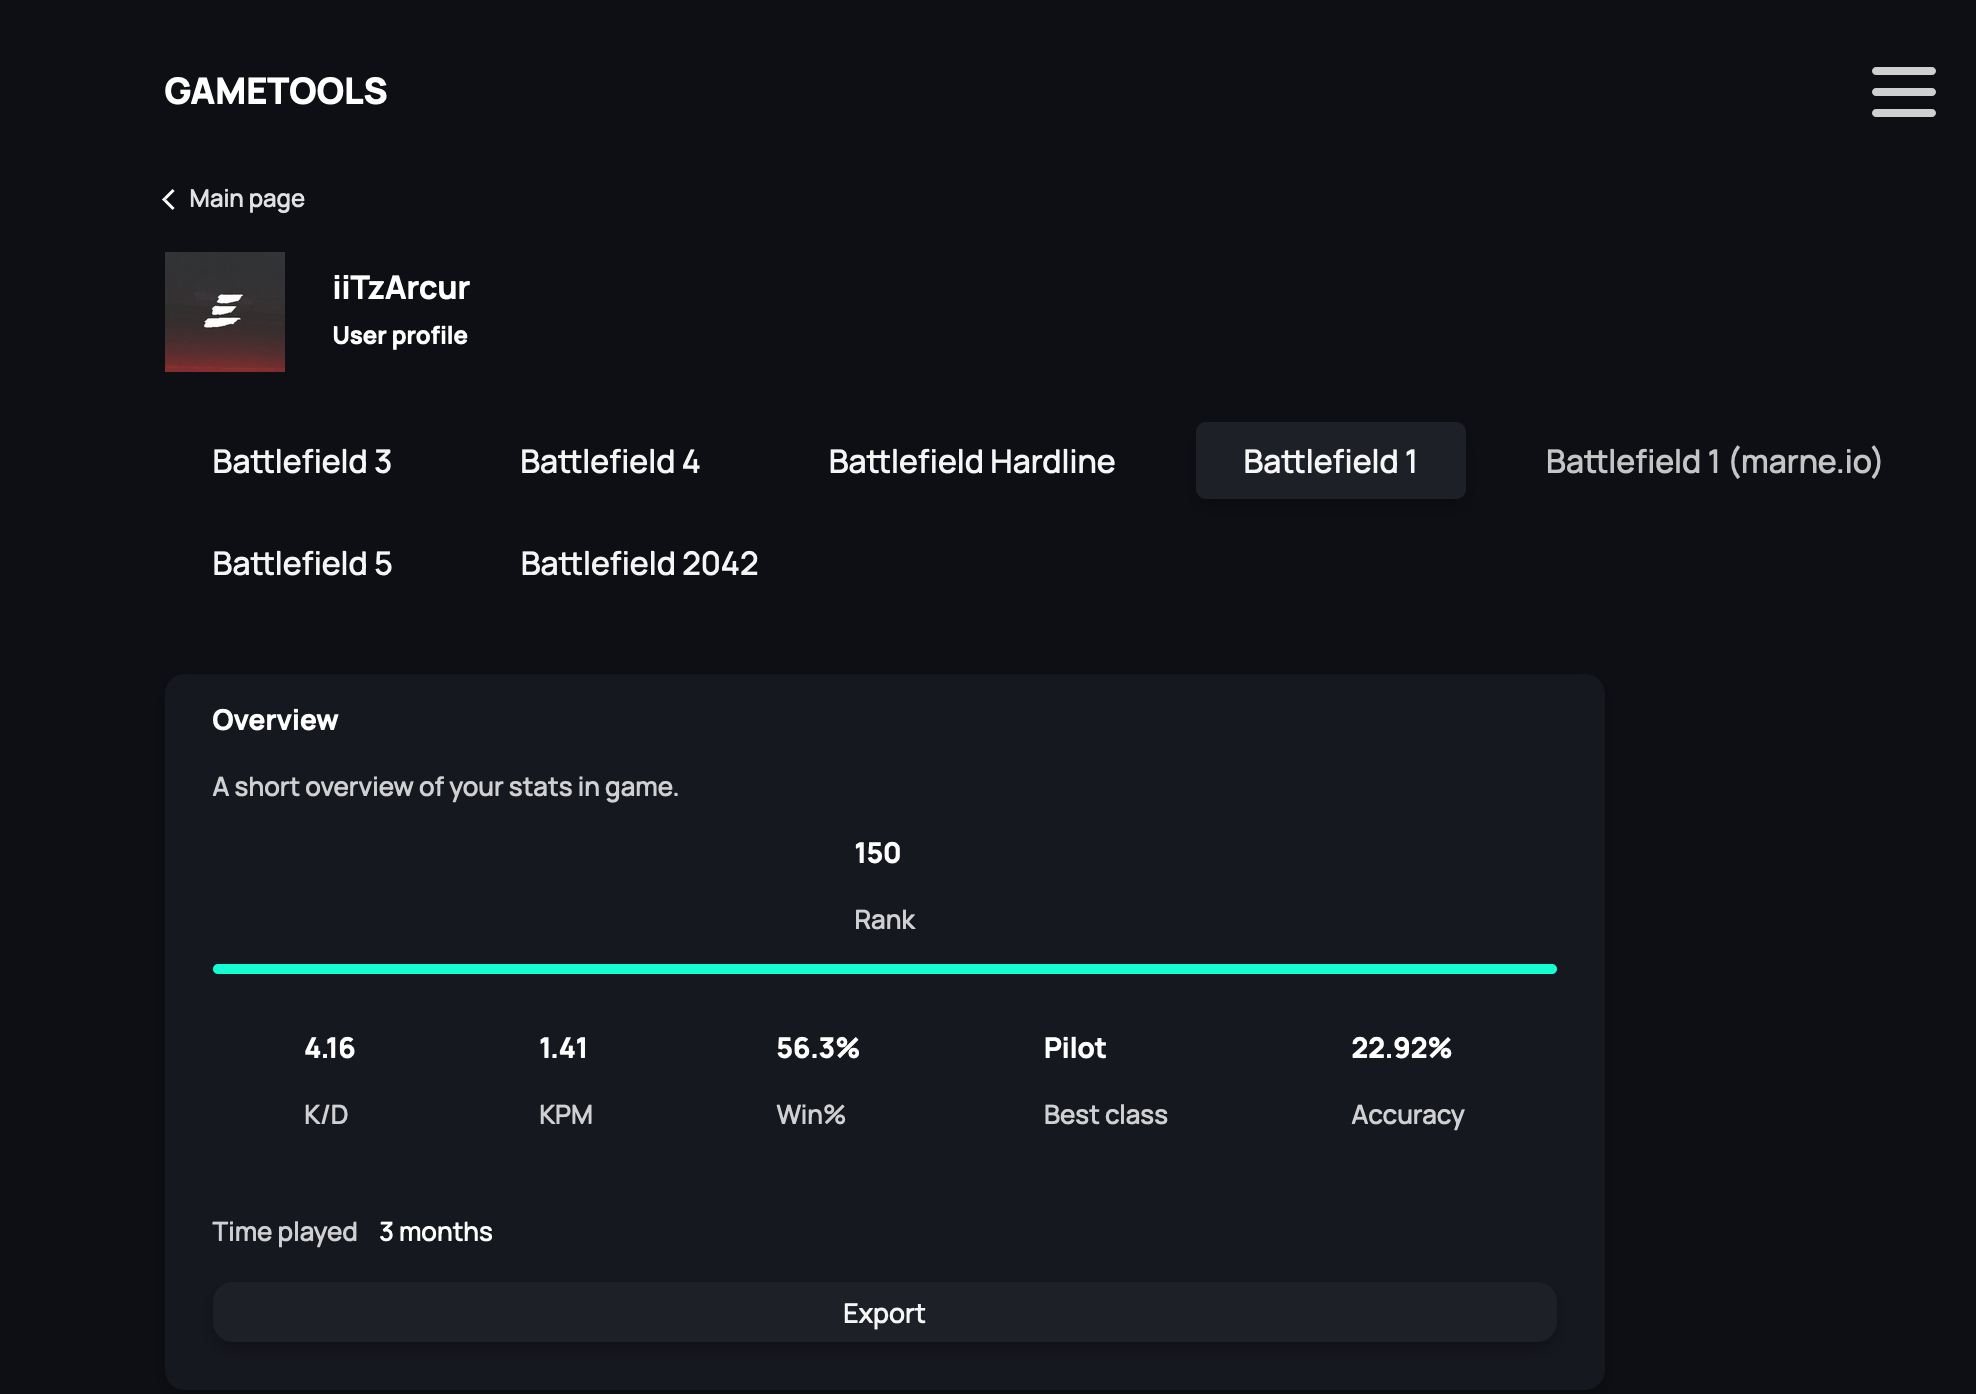 GAMETOOLS
Main page
iiTzArcur
User profile
Battlefield 3 Battlefield 4 Battlefield Hardline Battlefield 1 Battlefield 1 (marne.io)
Battlefield 5 Battlefield 2042
Overview
A short overview of your stats in game.
150
Rank
4.16 1.41 56.3% Pilot 22.92%
K/D KPM Win% Best class Accuracy
Time played 3 months
Export